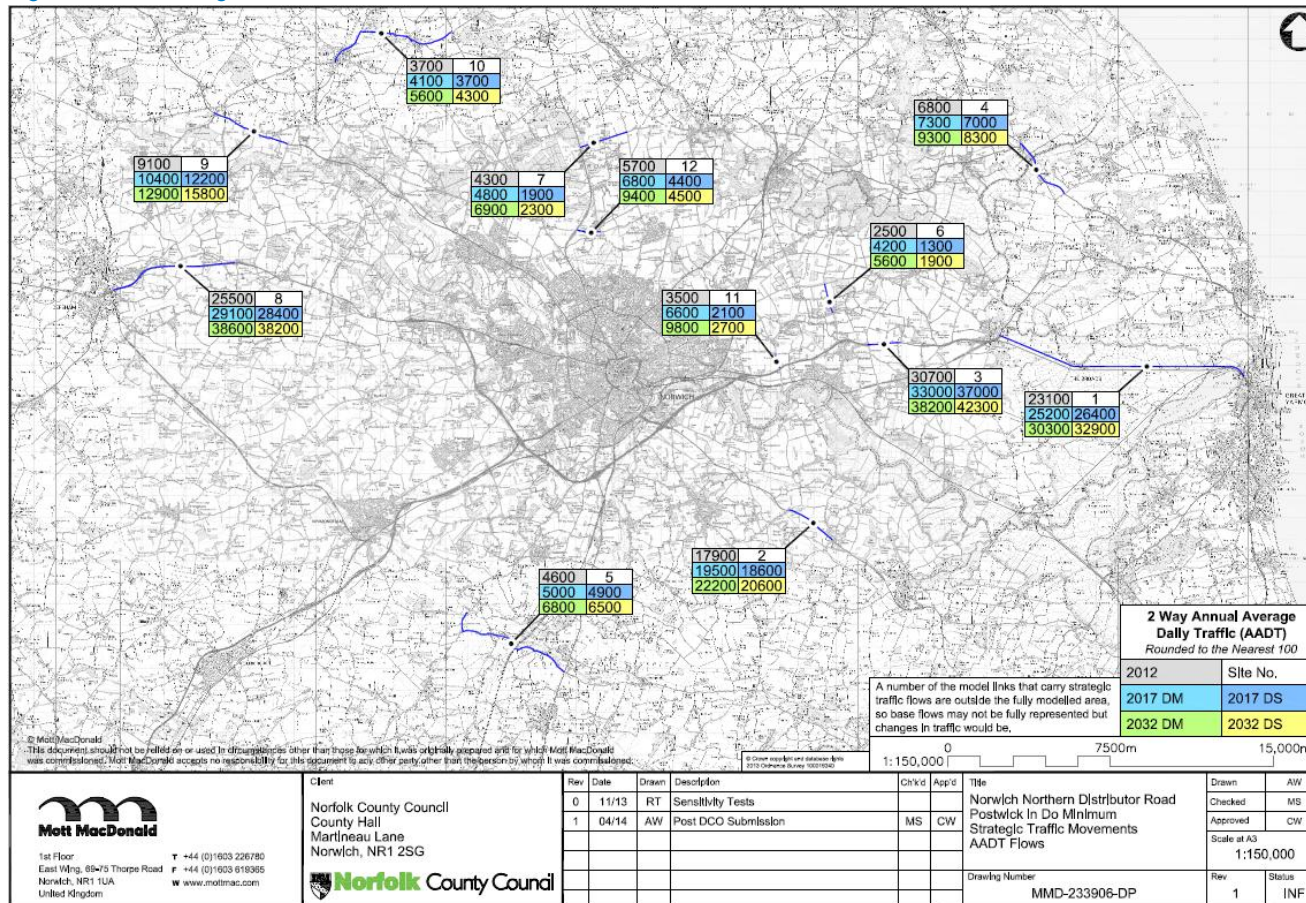 3700 10
4100 3700
5600 4300
6800 4
7300 7000
9300 8300
9100 9
10400 12200
12900 15800
4300 7
4800 1900
6900 2300
5700 12
6800 4400
9400 4500
2500 6
4200 1300
5600 1900
25500 8
29100 28400
38600 38200
3500 11
6600 2100
9800 2700
30700 3
33000 37000
38200 42300
23100 1
25200 26400
30300 32900
NORWICH
17900 2
19500 18600
22200 20600
4600 5
5000 4900
6800 6500
2 Way Annual Average
Daily Traffic (AADT)
Rounded to the Nearest 100
2012 Site No.
2017 DM 2017 DS
2032 DM 2032 DS
A number of the model links that carry strategic
traffic flows are outside the fully modelled area,
so base flows may not be fully represented but
changes in traffic would be.
0 7500m 15,000m
1:150,000
© Mott MacDonald
This document should not be relied on or used in circumstances other than those for which it was originally prepared and for which Mott MacDonald
was commissioned. Mott MacDonald accepts no responsibility for this document to any other party other than the person by whom it was commissioned.
© Crown copyright and database rights
2013 Ordnance Survey 100019340
Mott MacDonald
1st Floor
East Wing, 69-75 Thorpe Road
Norwich, NR1 1UA
United Kingdom
T +44 (0)1603 226780
F +44 (0)1603 619365
W www.mottmac.com
Client
Norfolk County Council
County Hall
Martineau Lane
Norwich, NR1 2SG
Norfolk County Council
Rev Date Drawn Description Ch'k'd App'd
0 11/13 RT Sensitivity Tests
1 04/14 AW Post DCO Submission MS CW
Title
Norwich Northern Distributor Road
Postwick In Do Minimum
Strategic Traffic Movements
AADT Flows
Drawn AW
Checked MS
Approved CW
Scale at A3
1:150,000
Drawing Number
MMD-233906-DP
Rev Status
1 INF